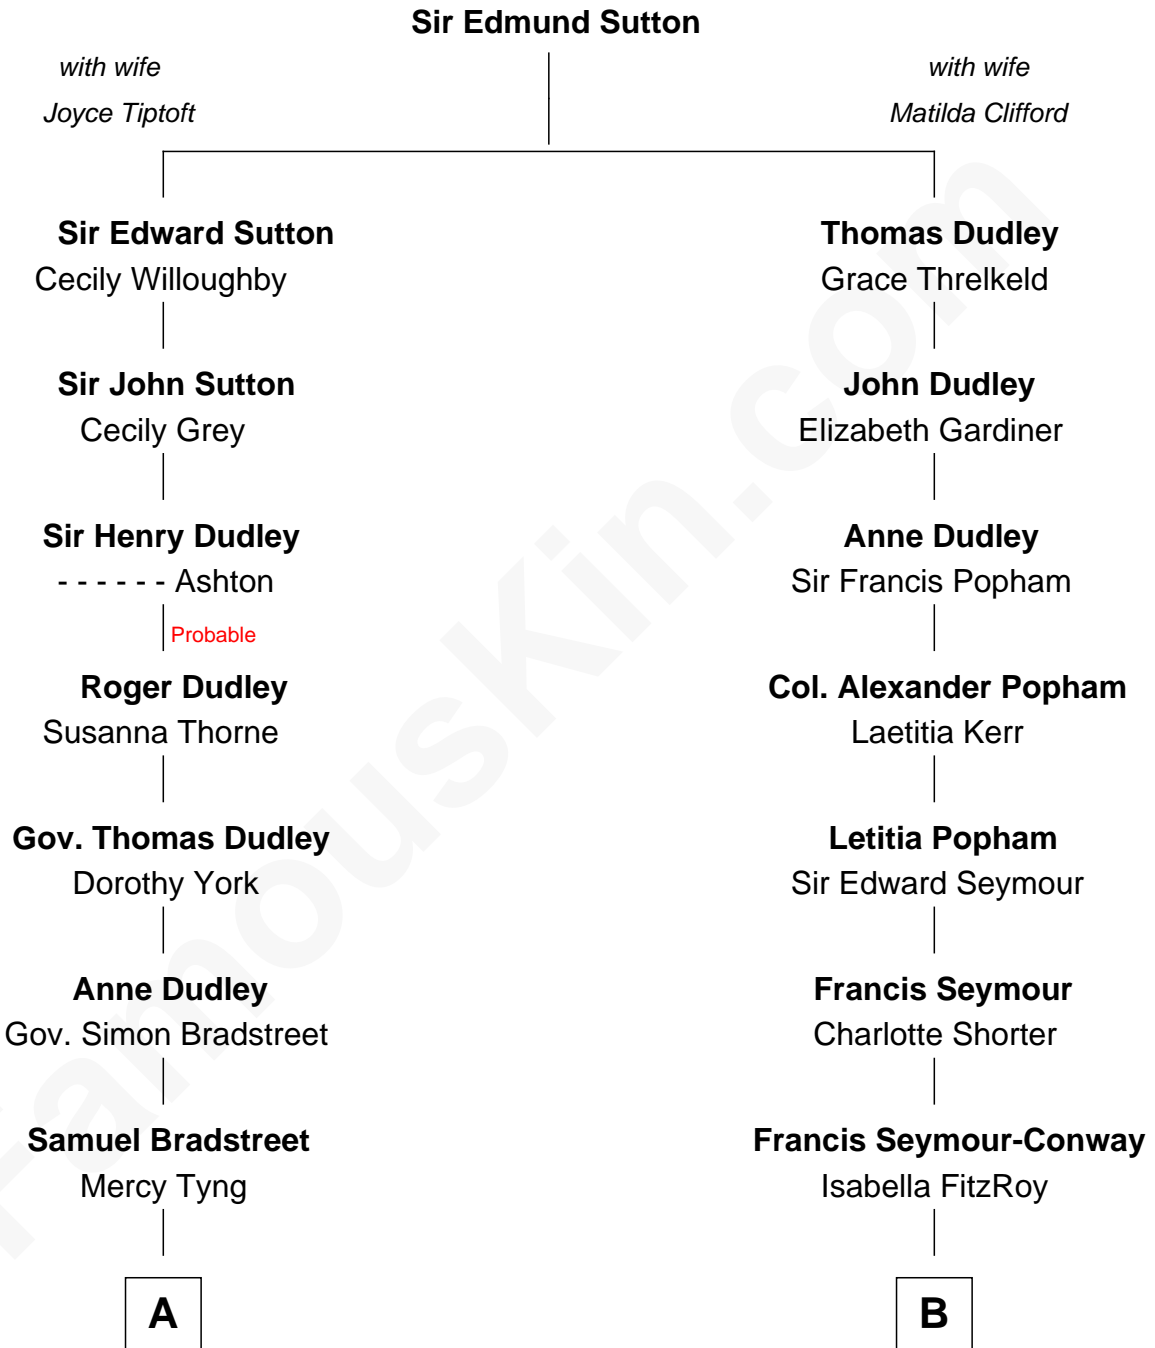 Sir Edmund Sutton
with wife
Joyce Tiptoft
with wife
Matilda Clifford
Sir Edward Sutton
Cecily Willoughby
Thomas Dudley
Grace Threlkeld
Sir John Sutton
Cecily Grey
John Dudley
Elizabeth Gardiner
Sir Henry Dudley
- - - - - - Ashton
Anne Dudley
Sir Francis Popham
Probable
Roger Dudley
Susanna Thorne
Col. Alexander Popham
Laetitia Kerr
Gov. Thomas Dudley
Dorothy York
Letitia Popham
Sir Edward Seymour
Anne Dudley
Gov. Simon Bradstreet
Francis Seymour
Charlotte Shorter
Samuel Bradstreet
Mercy Tyng
Francis Seymour-Conway
Isabella FitzRoy
A
B
FamousKin.com